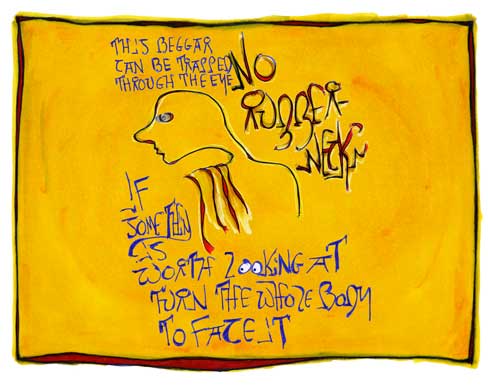 THIS BEGGAR
CAN BE TRAPPED
THROUGH THE EYE
NO
RUBBER-
NECK
IF
SOMETHING
IS
WORTH LOOKING AT
TURN THE WHOLE BODY
TO FACE IT